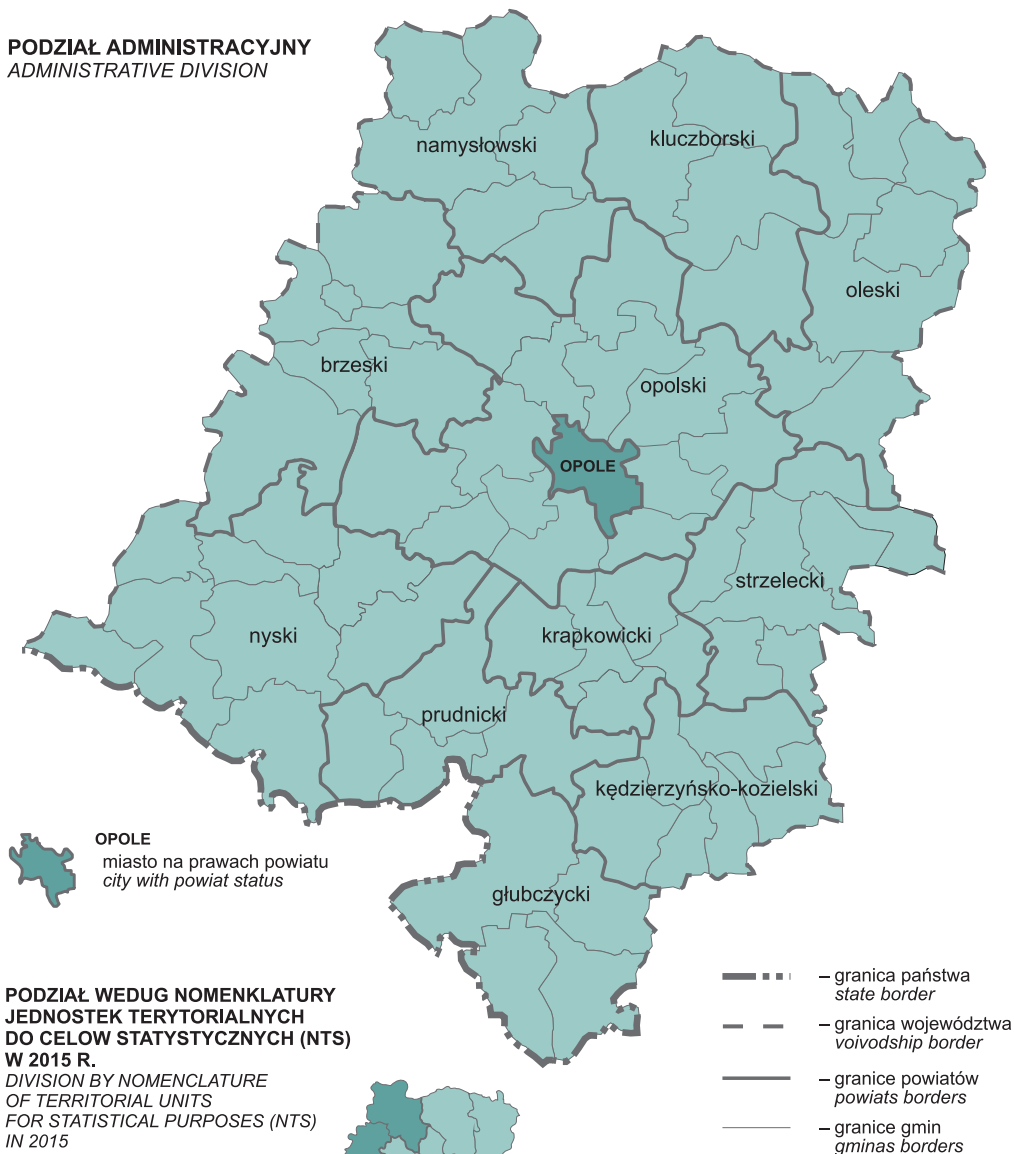 PODZIAŁ ADMINISTRACYJNY
ADMINISTRATIVE DIVISION
namysłowski
kluczborski
oleski
brzeski
opolski
OPOLE
strzelecki
nyski
krapkowicki
prudnicki
kędzierzyńsko-kozielski
głubczycki
OPOLE
miasto na prawach powiatu
city with powiat status
PODZIAŁ WEDUG NOMENKLATURY
JEDNOSTEK TERYTORIALNYCH
DO CELOW STATYSTYCZNYCH (NTS)
W 2015 R.
DIVISION BY NOMENCLATURE
OF TERRITORIAL UNITS
FOR STATISTICAL PURPOSES (NTS)
IN 2015
– granica państwa
state border
– granica województwa
voivodship border
– granice powiatów
powiats borders
– granice gmin
gminas borders